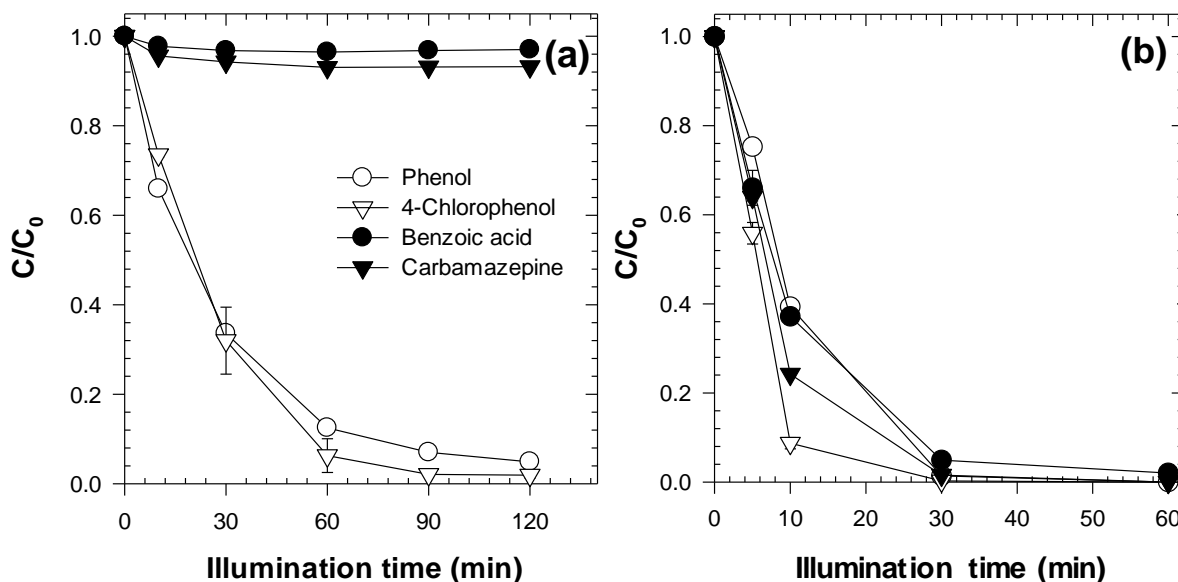 (a)
C/C0
1.0
0.8
0.6
0.4
0.2
0.0
Phenol
4-Chlorophenol
Benzoic acid
Carbamazepine
0 30 60 90 120
Illumination time (min)
(b)
C/C0
1.0
0.8
0.6
0.4
0.2
0.0
0 10 20 30 40 50 60
Illumination time (min)